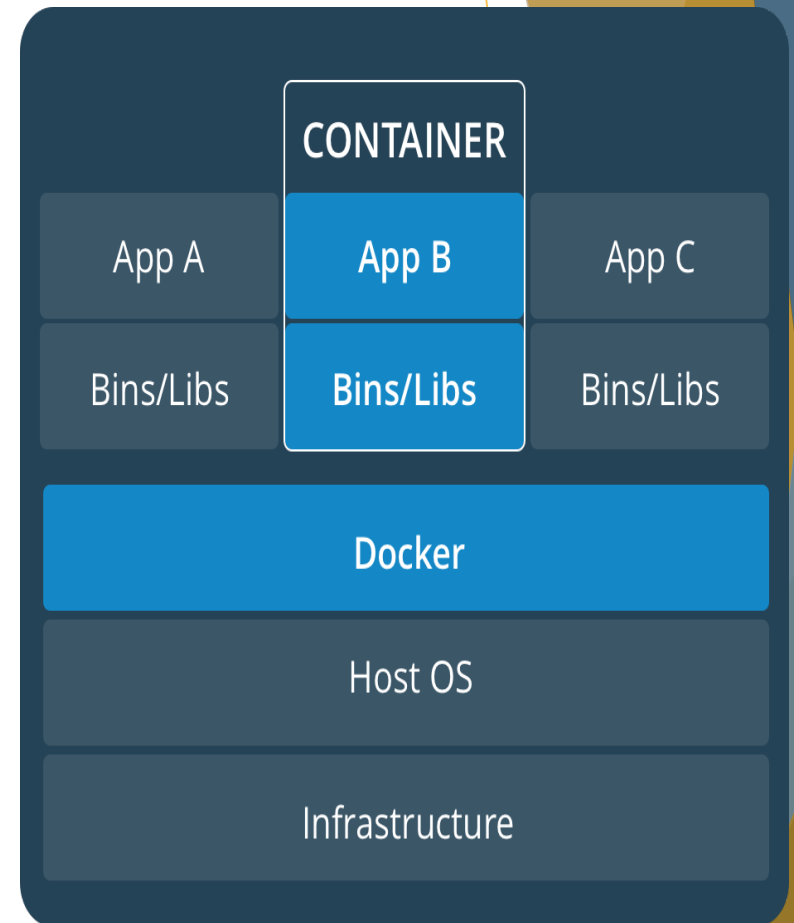 CONTAINER
App A
App B
App C
Bins/Libs
Bins/Libs
Bins/Libs
Docker
Host OS
Infrastructure